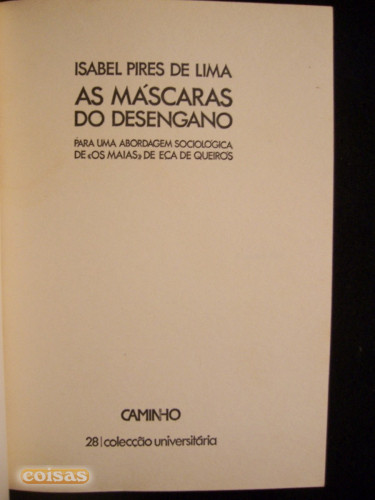 ISABEL PIRES DE LIMA
AS MÁSCARAS
DO DESENGANO
PARA UMA ABORDAGEM SOCIOLÓGICA
DE «OS MAIAS» DE ECA DE QUEIRÓS
CAMINHO
28 | colecção universitária
coisas